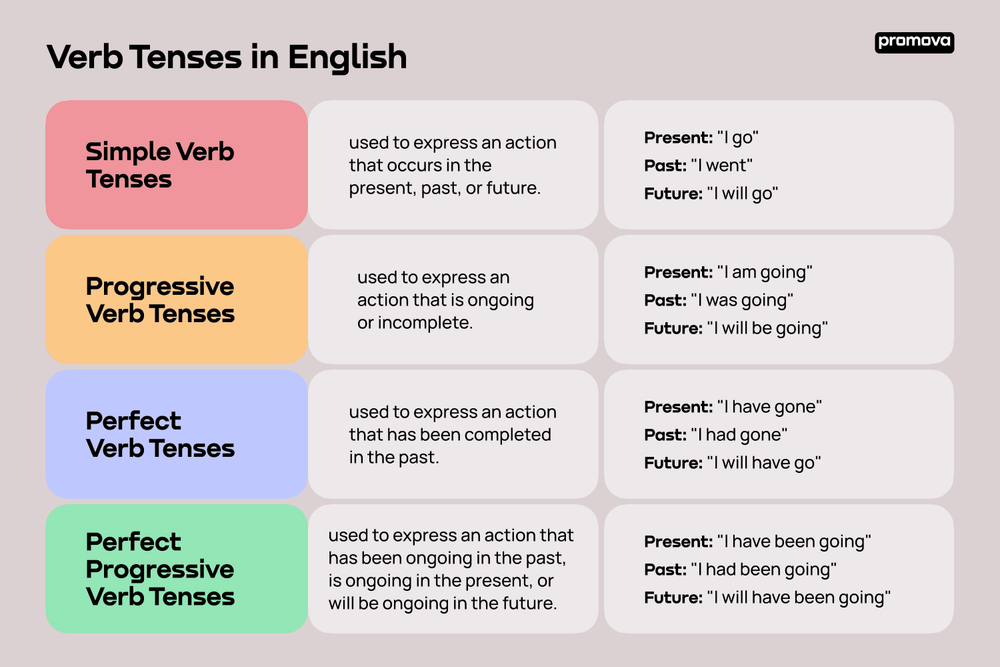 Verb Tenses in English
promova
Simple Verb
Tenses
used to express an action
that occurs in the
present, past, or future.
Present: "I go"
Past: "I went"
Future: "I will go"
Progressive
Verb Tenses
used to express an
action that is ongoing
or incomplete.
Present: "I am going"
Past: "I was going"
Future: "I will be going"
Perfect
Verb Tenses
used to express an action
that has been completed
in the past.
Present: "I have gone"
Past: "I had gone"
Future: "I will have go"
Perfect
Progressive
Verb Tenses
used to express an action that
has been ongoing in the past,
is ongoing in the present, or
will be ongoing in the future.
Present: "I have been going"
Past: "I had been going"
Future: "I will have been going"